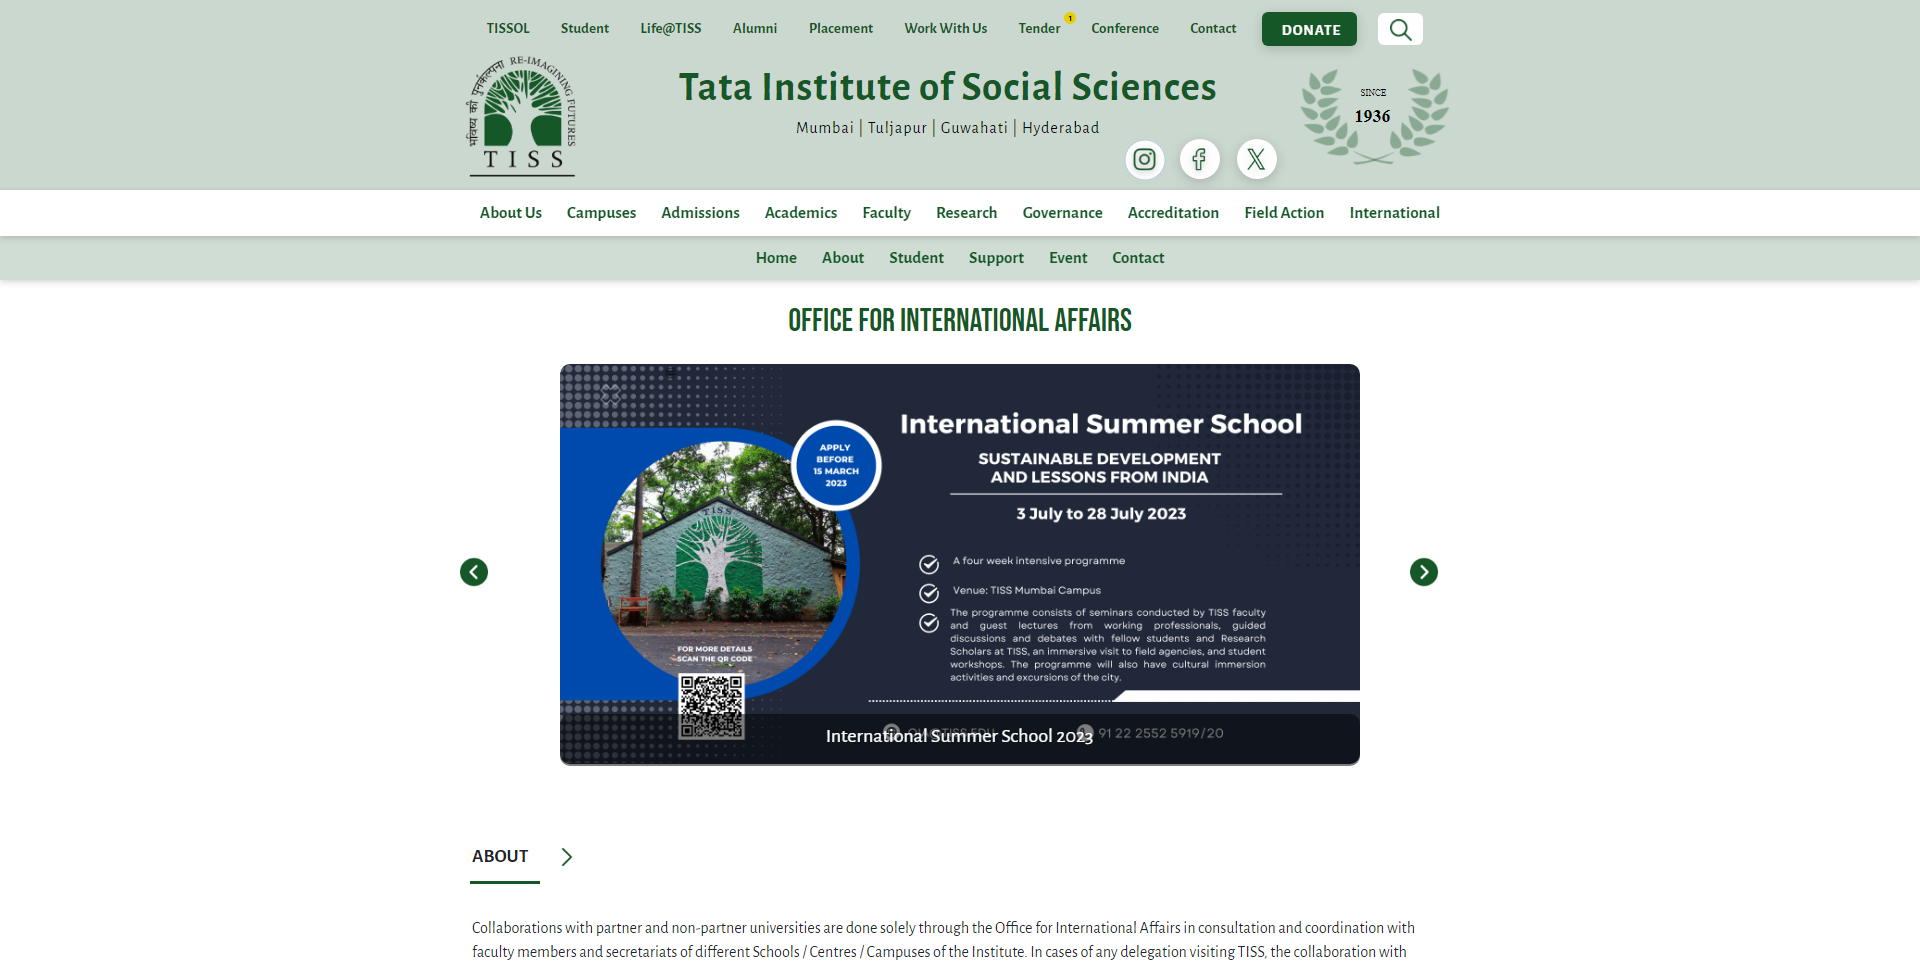 TISSOL Student Life@TISS Alumni Placement Work With Us Tender 1 Conference Contact DONATE
भविष्य की पुनर्कल्पना RE-IMAGINING FUTURES
TISS
Tata Institute of Social Sciences
Mumbai | Tuljapur | Guwahati | Hyderabad
SINCE
1936
About Us Campuses Admissions Academics Faculty Research Governance Accreditation Field Action International
Home About Student Support Event Contact
OFFICE FOR INTERNATIONAL AFFAIRS
APPLY
BEFORE
15 MARCH
2023
TISS
FOR MORE DETAILS
SCAN THE QR CODE
International Summer School
SUSTAINABLE DEVELOPMENT
AND LESSONS FROM INDIA
3 July to 28 July 2023
A four week intensive programme
Venue: TISS Mumbai Campus
The programme consists of seminars conducted by TISS faculty
and guest lectures from working professionals, guided
discussions and debates with fellow students and Research
Scholars at TISS, an immersive visit to field agencies, and student
workshops. The programme will also have cultural immersion
activities and excursions of the city.
91 22 2552 5919/20
International Summer School 2023
ABOUT
Collaborations with partner and non-partner universities are done solely through the Office for International Affairs in consultation and coordination with
faculty members and secretariats of different Schools / Centres / Campuses of the Institute. In cases of any delegation visiting TISS, the collaboration with